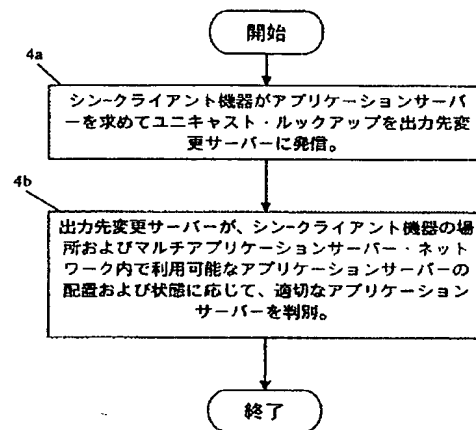 開始
4a
シン-クライアント機器がアプリケーションサーバ
ーを求めてユニキャスト・ルックアップを出力先変
更サーバーに発信。
4b
出力先変更サーバーが、シン-クライアント機器の場
所およびマルチアプリケーションサーバー・ネット
ワーク内で利用可能なアプリケーションサーバーの
配置および状態に応じて、適切なアプリケーション
サーバーを判別。
終了